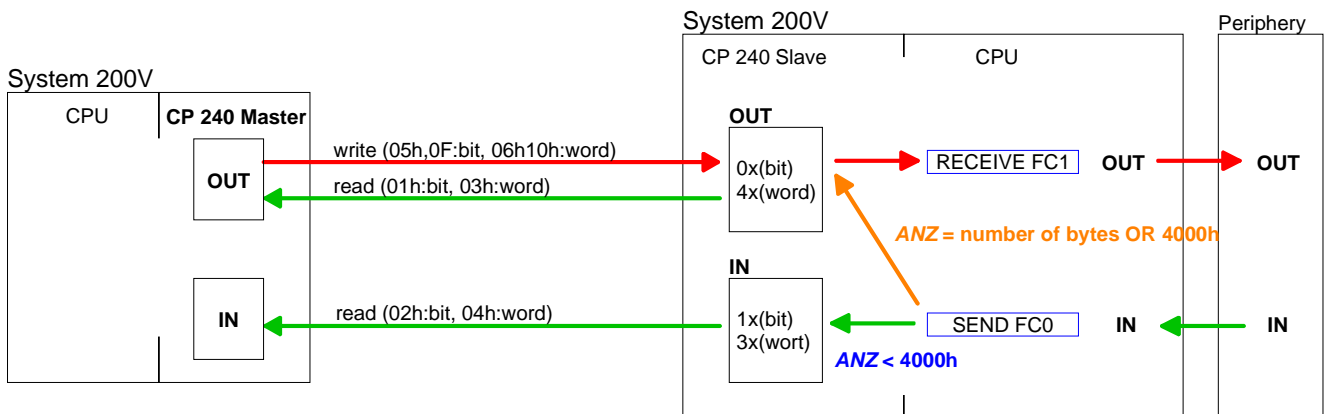 System 200V
Periphery
CP 240 Slave
CPU
System 200V
CPU
CP 240 Master
OUT
write (05h,0F:bit, 06h10h:word)
OUT
read (01h:bit, 03h:word)
0x(bit)
4x(word)
RECEIVE FC1
OUT
OUT
ANZ = number of bytes OR 4000h
IN
IN
read (02h:bit, 04h:word)
1x(bit)
3x(wort)
SEND FC0
IN
IN
ANZ < 4000h